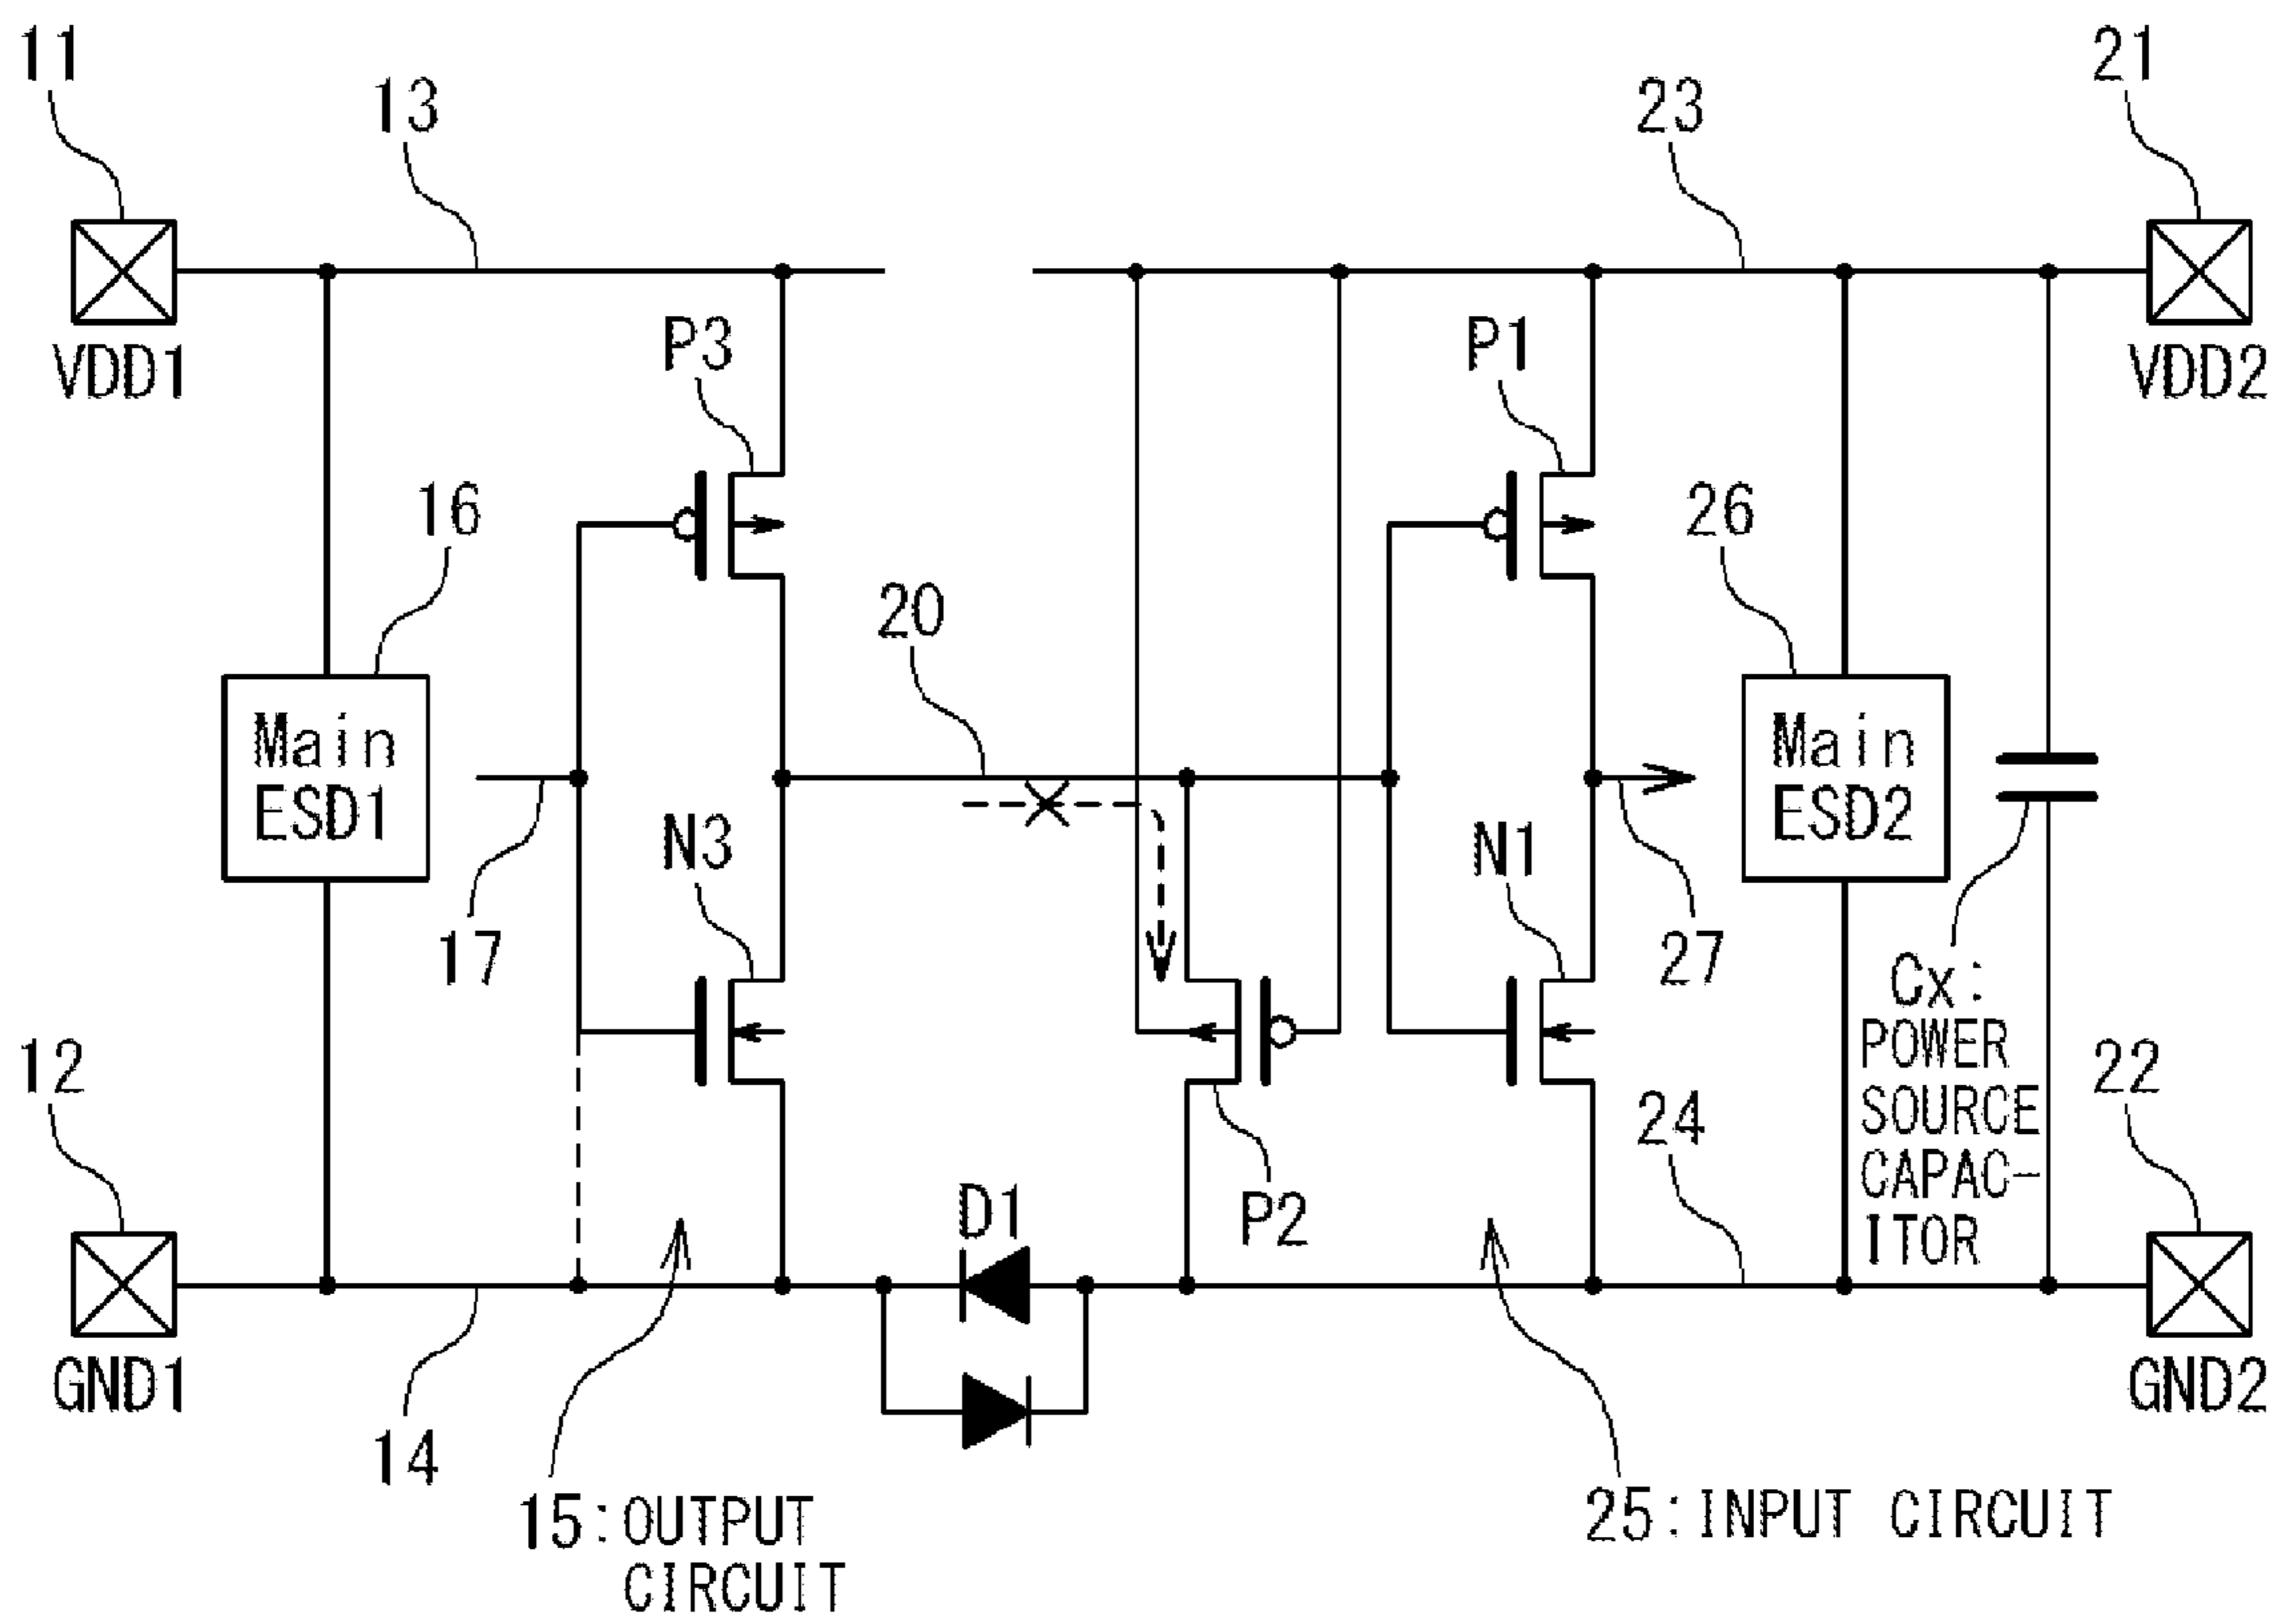 11
13
23
21
VDD1
P3
P1
VDD2
16
20
26
Main
ESD1
Main
ESD2
17
N3
N1
27
Cx:
POWER
SOURCE
CAPAC-
ITOR
12
24
22
D1
P2
GND1
14
GND2
15:OUTPUT
CIRCUIT
25:INPUT CIRCUIT